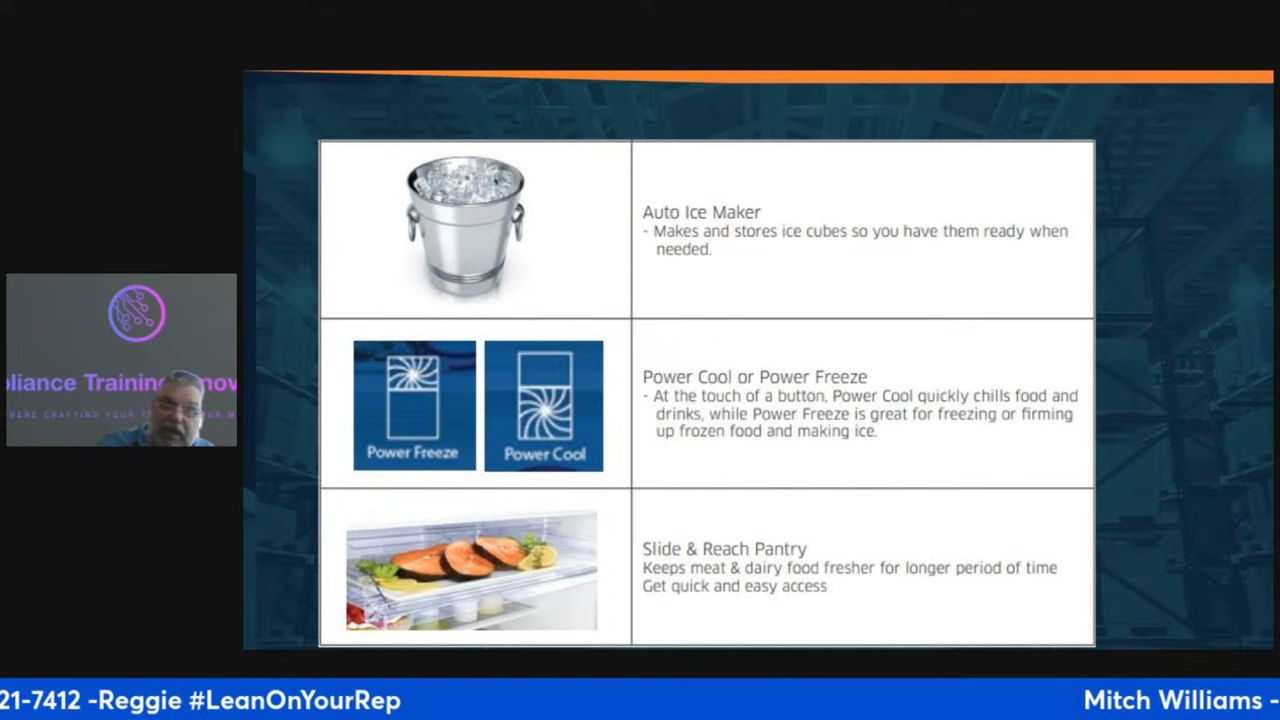 Auto Ice Maker
- Makes and stores ice cubes so you have them ready when
needed.
Power Freeze
Power Cool
Power Cool or Power Freeze
- At the touch of a button, Power Cool quickly chills food and
drinks, while Power Freeze is great for freezing or firming
up frozen food and making ice.
Slide & Reach Pantry
Keeps meat & dairy food fresher for longer period of time
Get quick and easy access
pliance Training nov
CRAFTING YOUR
21-7412 -Reggie #LeanOnYourRep
Mitch Williams -